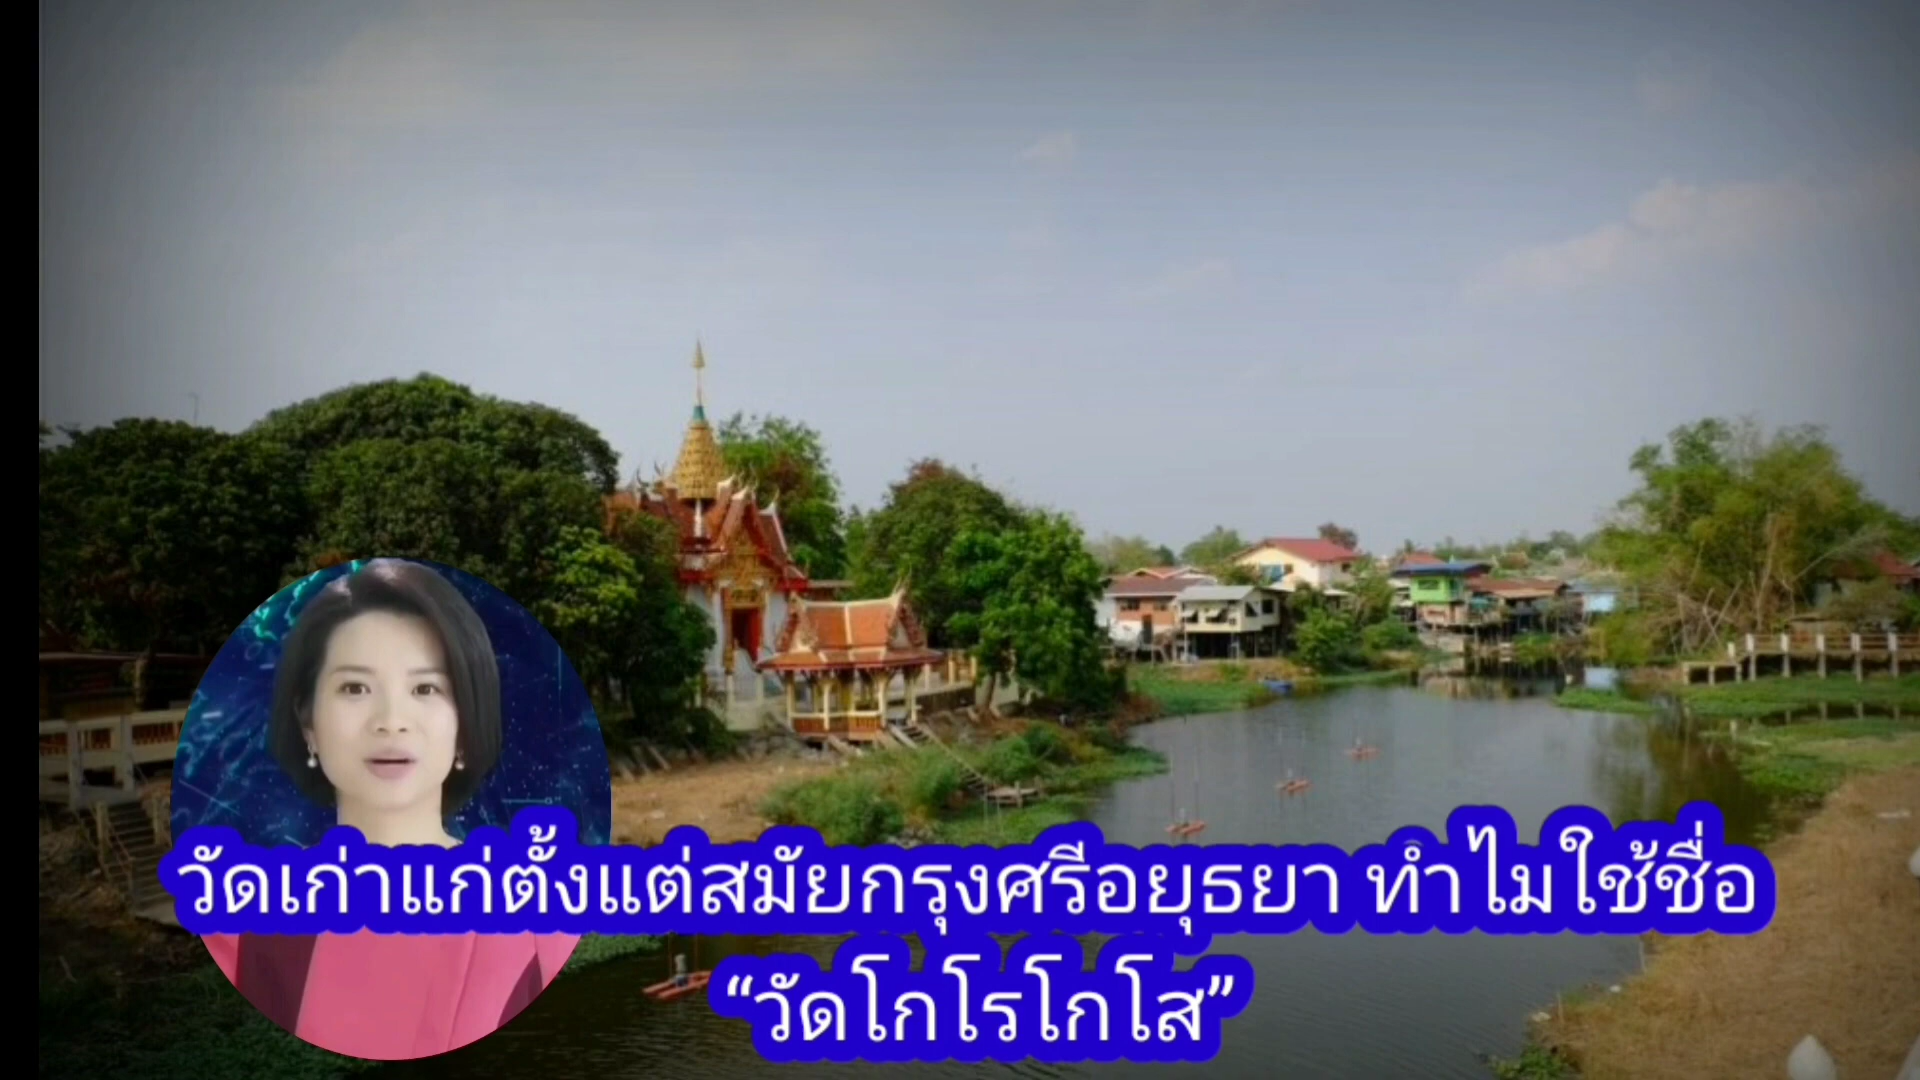 วัดเก่าแก่ตั้งแต่สมัยกรุงศรีอยุธยา ทำไมใช้ชื่อ
“วัดโกโรโกโส”